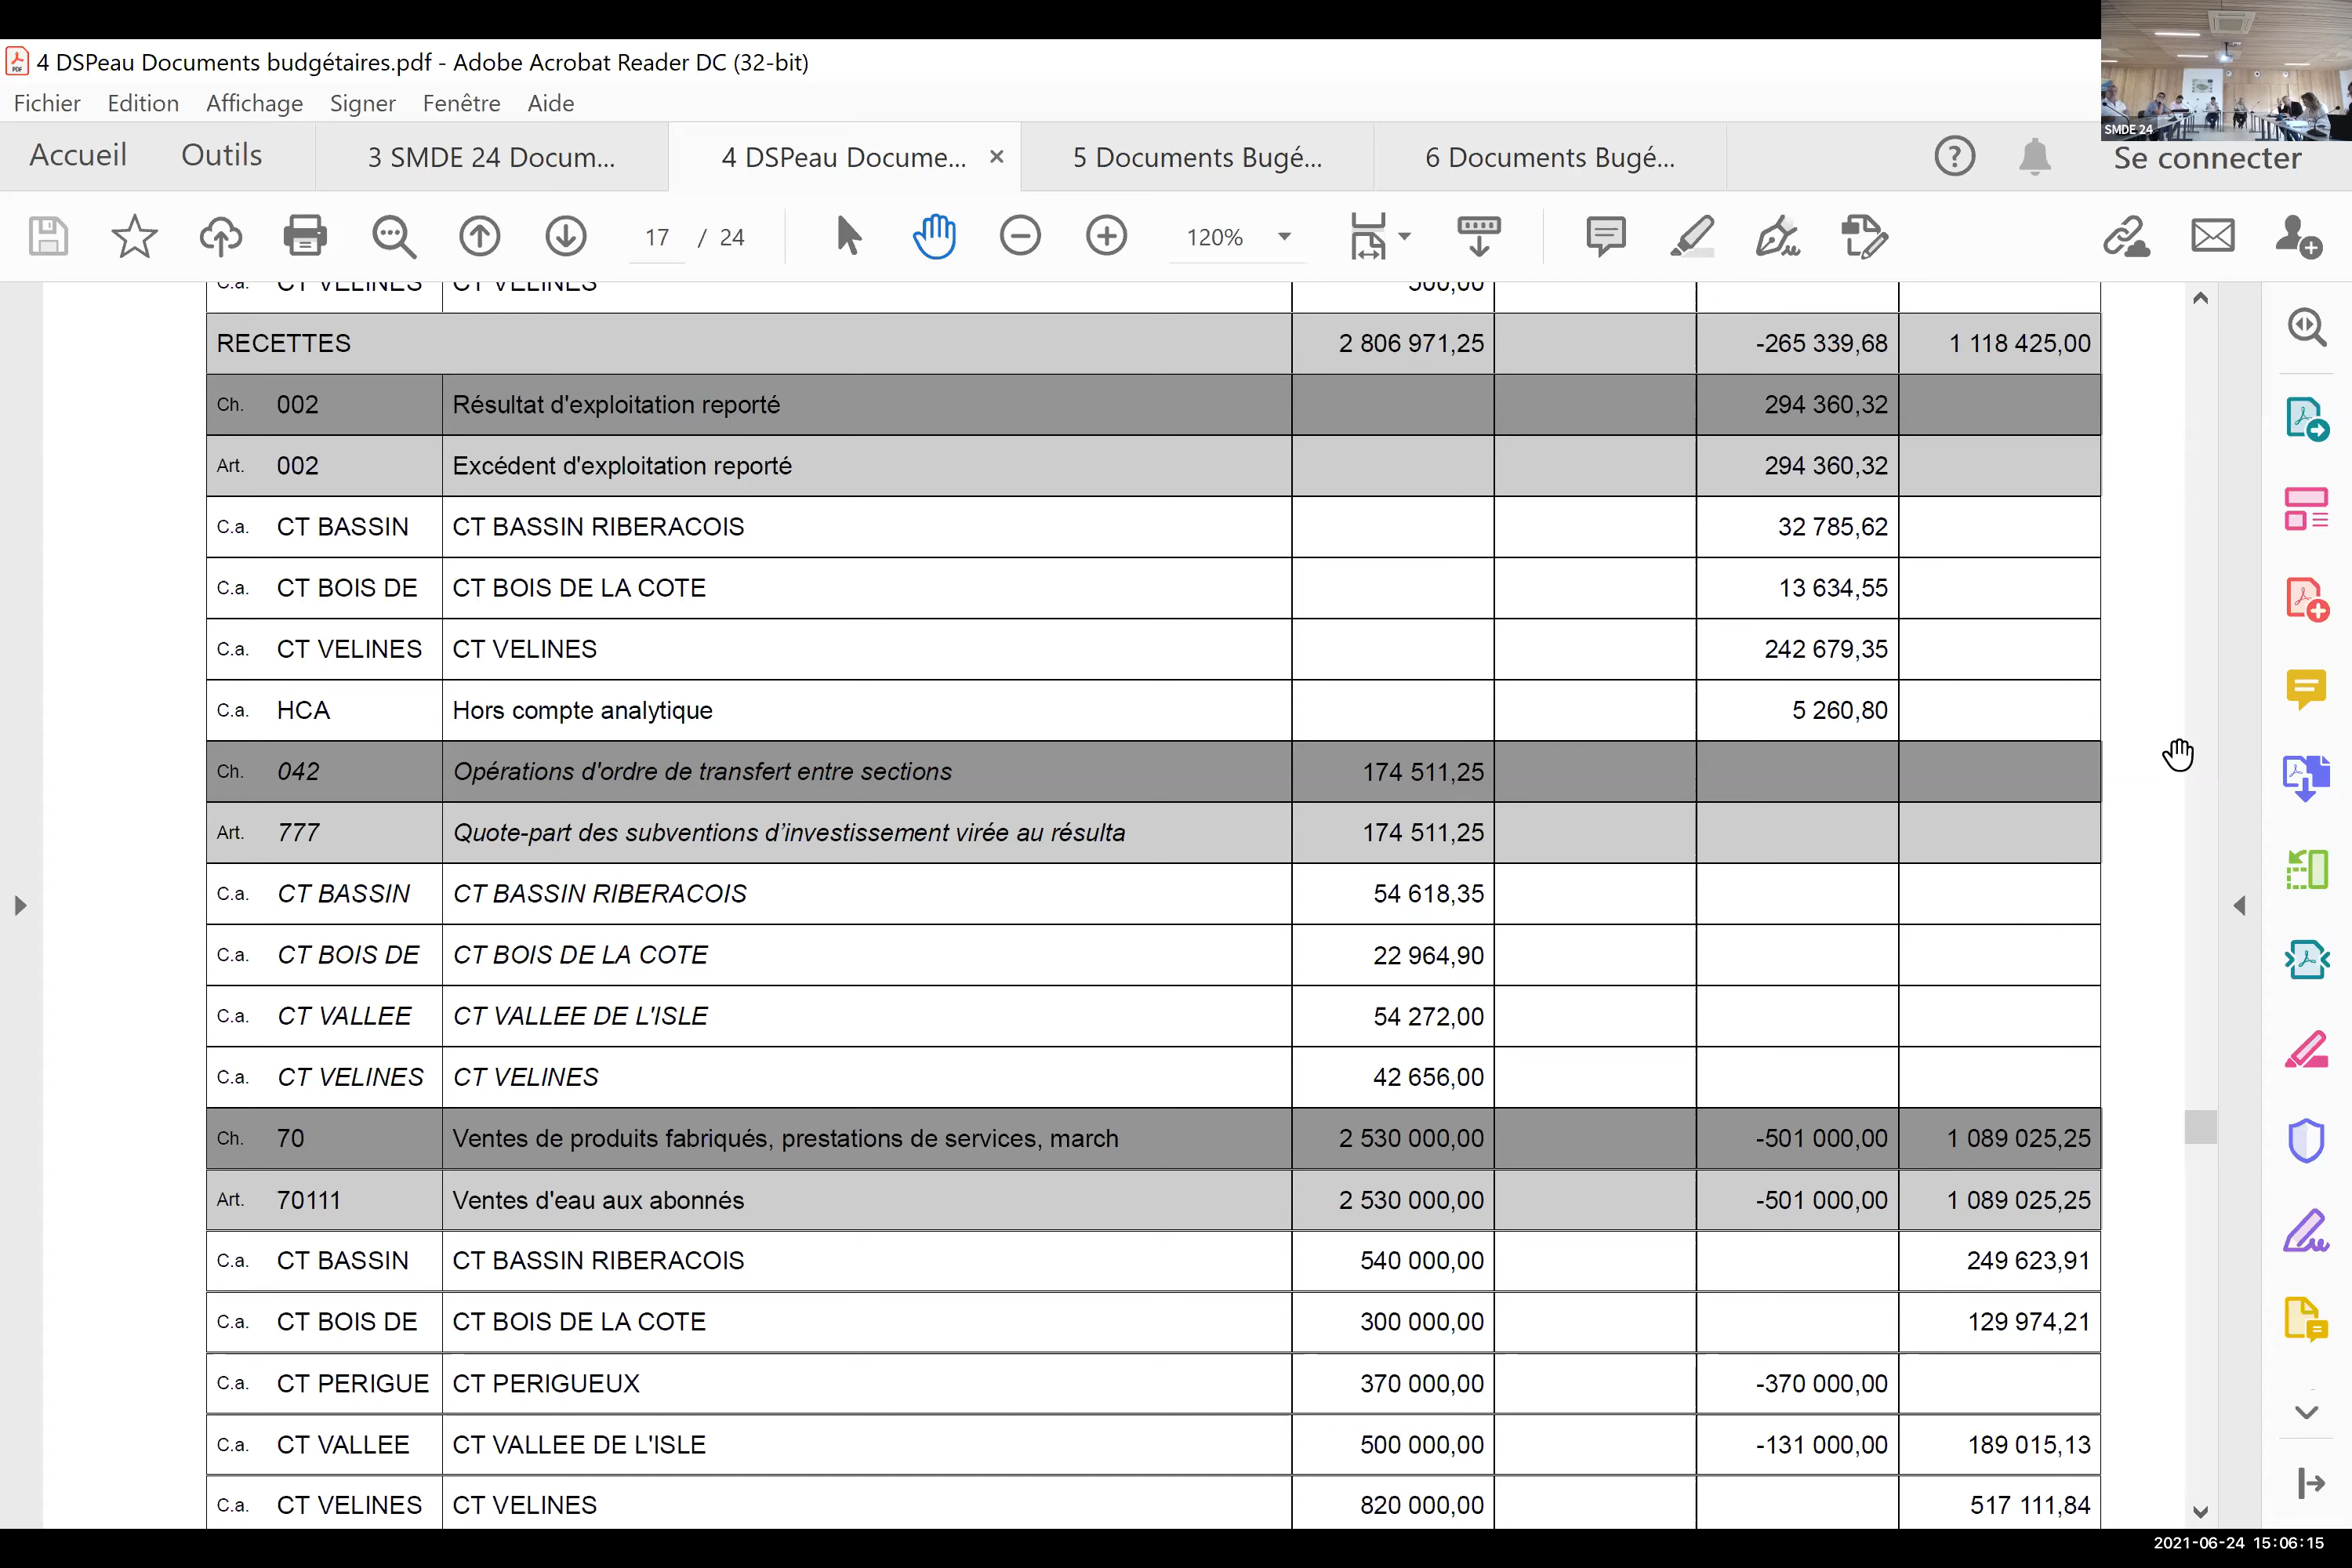 4 DSPeau Documents budgétaires.pdf - Adobe Acrobat Reader DC (32-bit)
Fichier Edition Affichage Signer Fenêtre Aide
SMDE 24
Accueil Outils 3 SMDE 24 Docum... 4 DSPeau Docume... × 5 Documents Bugé... 6 Documents Bugé... Se connecter
17 / 24 120%
C.a. CT VELINES CT VELINES 500,00
RECETTES 2 806 971,25 -265 339,68 1 118 425,00
Ch. 002 Résultat d'exploitation reporté 294 360,32
Art. 002 Excédent d'exploitation reporté 294 360,32
C.a. CT BASSIN CT BASSIN RIBERACOIS 32 785,62
C.a. CT BOIS DE CT BOIS DE LA COTE 13 634,55
C.a. CT VELINES CT VELINES 242 679,35
C.a. HCA Hors compte analytique 5 260,80
Ch. 042 Opérations d'ordre de transfert entre sections 174 511,25
Art. 777 Quote-part des subventions d’investissement virée au résulta 174 511,25
C.a. CT BASSIN CT BASSIN RIBERACOIS 54 618,35
C.a. CT BOIS DE CT BOIS DE LA COTE 22 964,90
C.a. CT VALLEE CT VALLEE DE L'ISLE 54 272,00
C.a. CT VELINES CT VELINES 42 656,00
Ch. 70 Ventes de produits fabriqués, prestations de services, march 2 530 000,00 -501 000,00 1 089 025,25
Art. 70111 Ventes d'eau aux abonnés 2 530 000,00 -501 000,00 1 089 025,25
C.a. CT BASSIN CT BASSIN RIBERACOIS 540 000,00 249 623,91
C.a. CT BOIS DE CT BOIS DE LA COTE 300 000,00 129 974,21
C.a. CT PERIGUE CT PERIGUEUX 370 000,00 -370 000,00
C.a. CT VALLEE CT VALLEE DE L'ISLE 500 000,00 -131 000,00 189 015,13
C.a. CT VELINES CT VELINES 820 000,00 517 111,84
2021-06-24 15:06:15